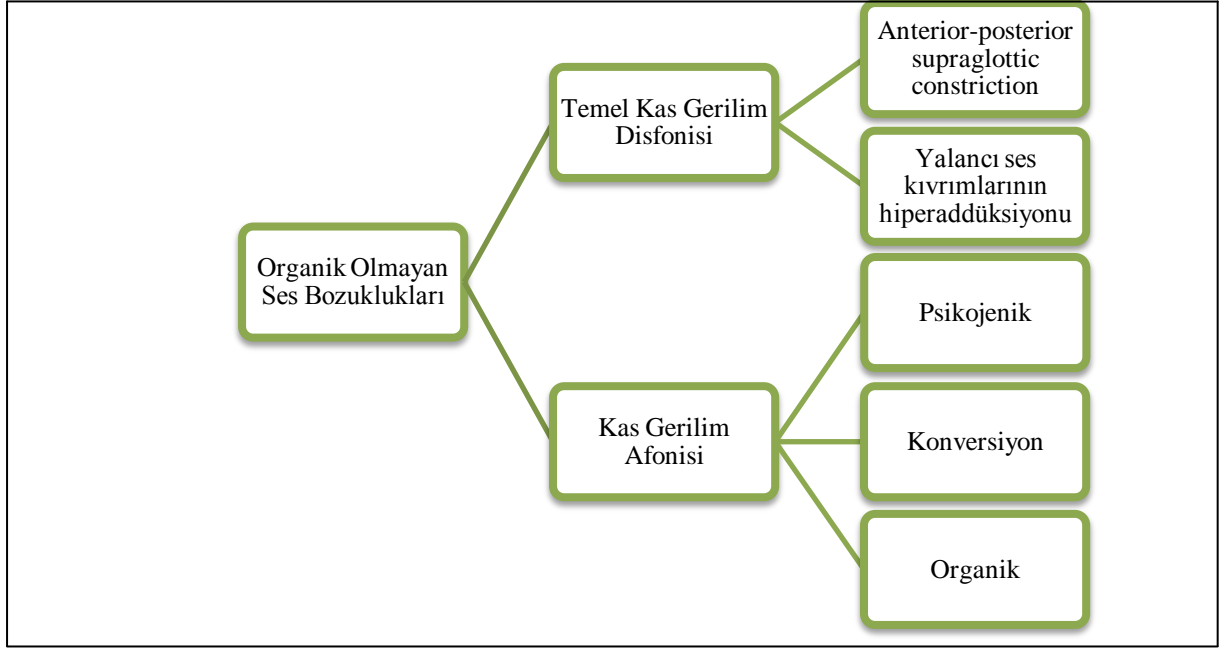 Organik Olmayan
Ses Bozuklukları
Temel Kas Gerilim
Disfonisi
Anterior-posterior
supraglottic
constriction
Yalancı ses
kıvrımlarının
hiperaddüksiyonu
Kas Gerilim
Afonisi
Psikojenik
Konversiyon
Organik